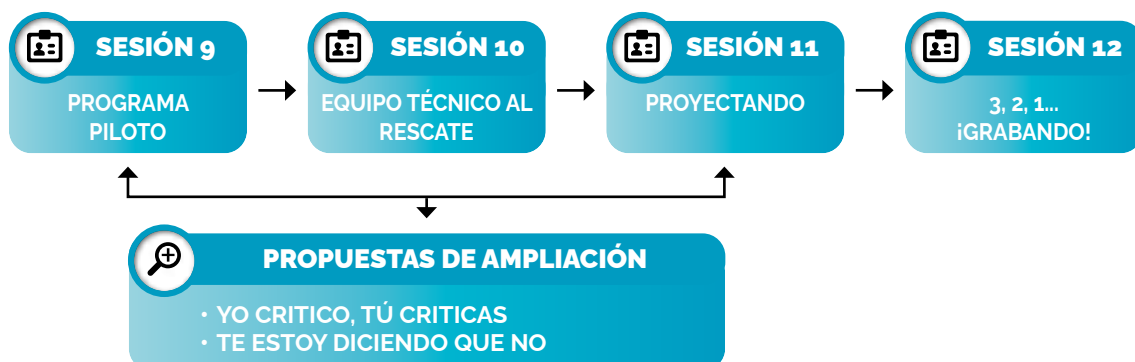 SESIÓN 9
PROGRAMA
PILOTO
SESIÓN 10
EQUIPO TÉCNICO AL
RESCATE
SESIÓN 11
PROYECTANDO
SESIÓN 12
3, 2, 1...
¡GRABANDO!
PROPUESTAS DE AMPLIACIÓN
• YO CRITICO, TÚ CRITICAS
• TE ESTOY DICIENDO QUE NO